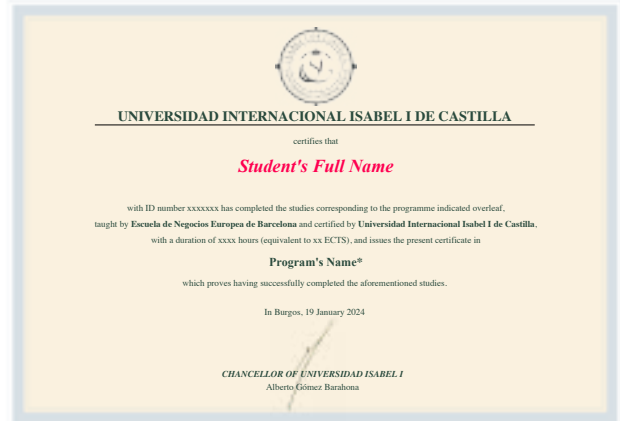 UNIVERSIDAD INTERNACIONAL ISABEL I DE CASTILLA
certifies that
Student's Full Name
with ID number xxxxxxx has completed the studies corresponding to the programme indicated overleaf,
taught by Escuela de Negocios Europea de Barcelona and certified by Universidad Internacional Isabel I de Castilla,
with a duration of xxxx hours (equivalent to xx ECTS), and issues the present certificate in
Program's Name*
which proves having successfully completed the aforementioned studies.
In Burgos, 19 January 2024
CHANCELLOR OF UNIVERSIDAD ISABEL I
Alberto Gómez Barahona